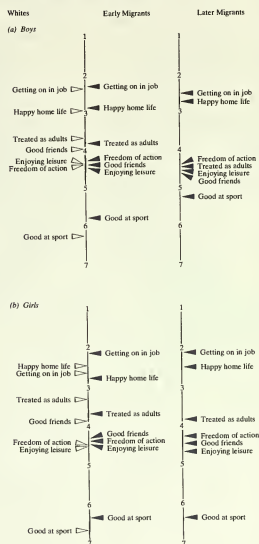 Whites Early Migrants Later Migrants
(a) Boys
1 1
2 2
Getting on in job Getting on in job Getting on in job
Happy home life Happy home life Happy home life
3 3
Treated as adults Treated as adults
Good friends 4 4
Enjoying leisure Freedom of action Freedom of action
Freedom of action Good friends Treated as adults
Enjoying leisure Enjoying leisure
Good friends
5 5
Good at sport
Good at sport
6 6
Good at sport
7 7
(b) Girls
1 1
2 2
Getting on in job Getting on in job
Happy home life Happy home life
Getting on in job Happy home life
3 3
Treated as adults
Treated as adults Treated as adults
Good friends 4 4
Good friends Freedom of action
Freedom of action Freedom of action Good friends
Enjoying leisure Enjoying leisure Enjoying leisure
5 5
6 6
Good at sport Good at sport
Good at sport
7 7